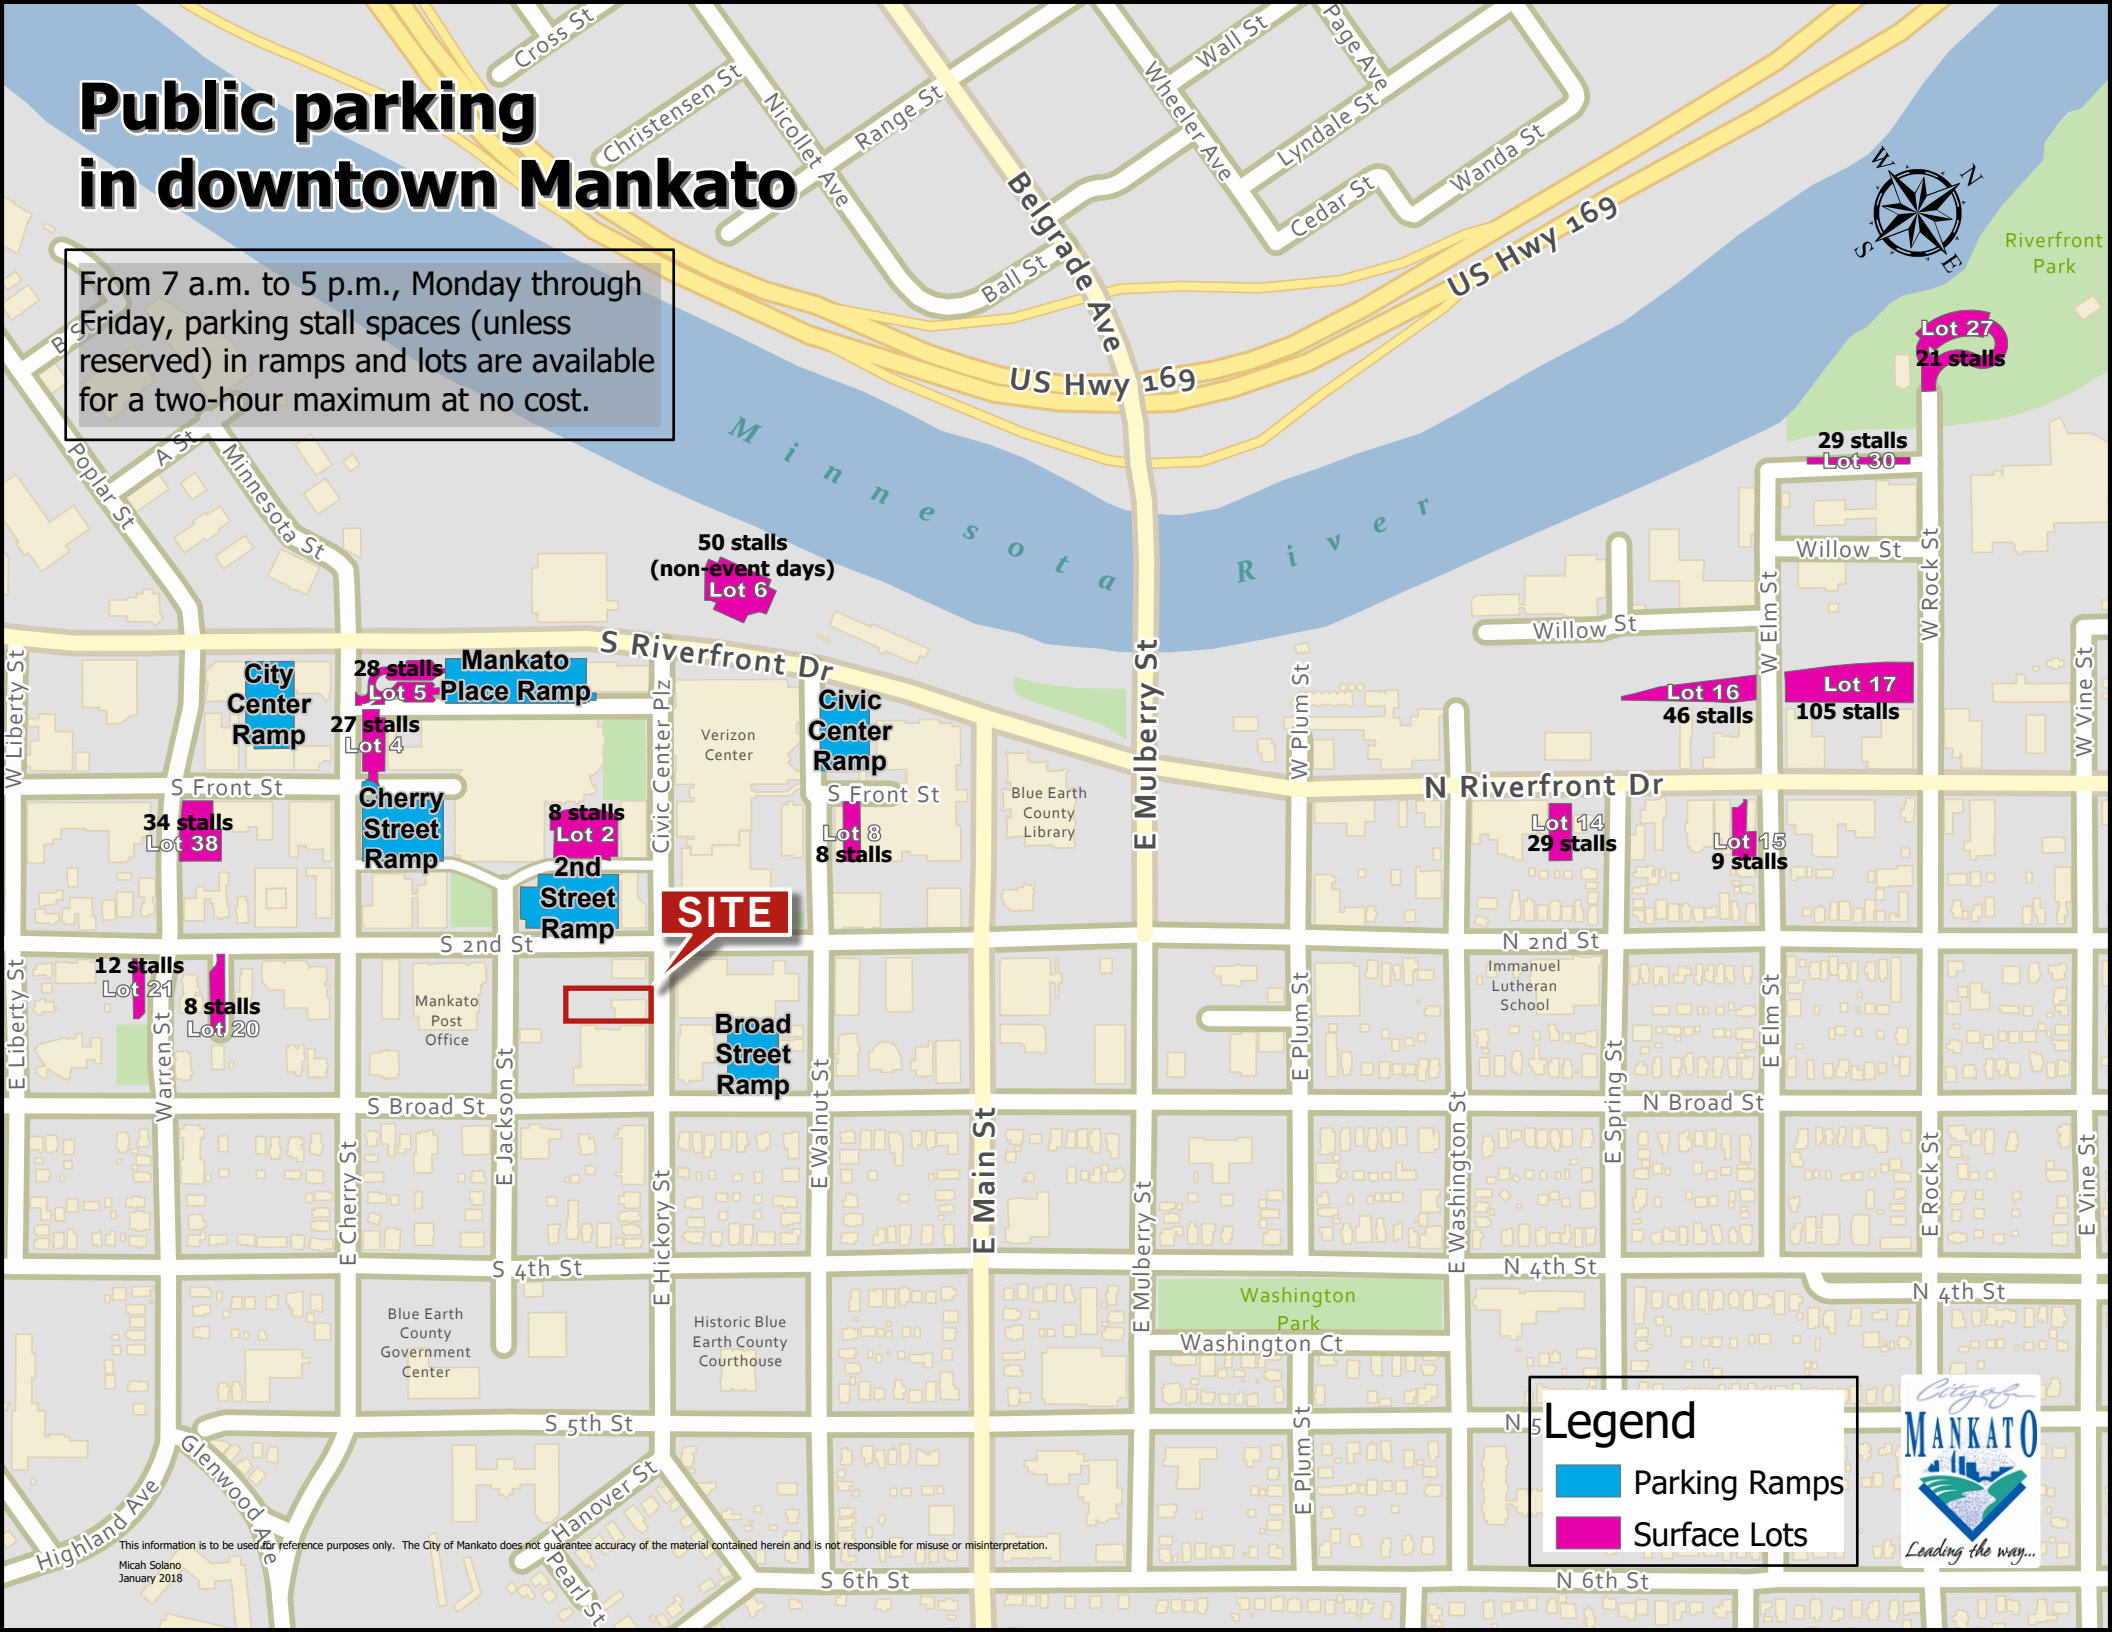 Public parking
in downtown Mankato
From 7 a.m. to 5 p.m., Monday through
Friday, parking stall spaces (unless
reserved) in ramps and lots are available
for a two-hour maximum at no cost.
Cross St
Christensen St
Nicollet Ave
Range St
Belgrade Ave
Ball St
Wheeler Ave
Wall St
Page Ave
Lyndale St
Cedar St
Wanda St
US Hwy 169
US Hwy 169
Minnesota River
W
N
S
E
Riverfront
Park
Lot 27
21 stalls
29 stalls
Lot 30
B St
A St
Poplar St
Minnesota St
50 stalls
(non-event days)
Lot 6
S Riverfront Dr
W Liberty St
City
Center
Ramp
28 stalls
Lot 5
Mankato
Place Ramp
27 stalls
Lot 4
Civic Center Plz
Verizon
Center
Civic
Center
Ramp
E Mulberry St
W Plum St
Willow St
Willow St
W Elm St
W Rock St
W Vine St
Lot 16
46 stalls
Lot 17
105 stalls
S Front St
34 stalls
Lot 38
Cherry
Street
Ramp
8 stalls
Lot 2
2nd
Street
Ramp
S Front St
Lot 8
8 stalls
Blue Earth
County
Library
N Riverfront Dr
Lot 14
29 stalls
Lot 15
9 stalls
SITE
S 2nd St
N 2nd St
E Liberty St
12 stalls
Lot 21
8 stalls
Lot 20
Warren St
Mankato
Post
Office
E Jackson St
Broad
Street
Ramp
E Walnut St
E Plum St
Immanuel
Lutheran
School
E Spring St
E Elm St
S Broad St
N Broad St
E Cherry St
E Hickory St
E Main St
E Mulberry St
E Washington St
E Rock St
E Vine St
S 4th St
N 4th St
N 4th St
Blue Earth
County
Government
Center
Historic Blue
Earth County
Courthouse
Washington
Park
Washington Ct
S 5th St
N 5
E Plum St
Highland Ave
Glenwood Ave
Hanover St
Pearl St
S 6th St
N 6th St
Legend
Parking Ramps
Surface Lots
City of
MANKATO
Leading the way...
This information is to be used for reference purposes only. The City of Mankato does not guarantee accuracy of the material contained herein and is not responsible for misuse or misinterpretation.
Micah Solano
January 2018